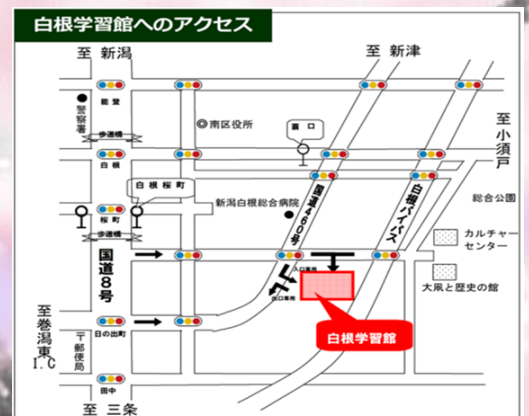 白根学習館へのアクセス
至 新潟
至 新津
能登
警察署
歩道橋
南区役所
裏口
至小須戸
白根
白根桜町
桜町
歩道橋
新潟白根総合病院
国道460号
白根バイパス
総合公園
カルチャー
センター
国道8号
入口専用
出口専用
大凧と歴史の館
至巻潟東
I.C
日の出町
〒郵便局
白根学習館
田中
至 三条